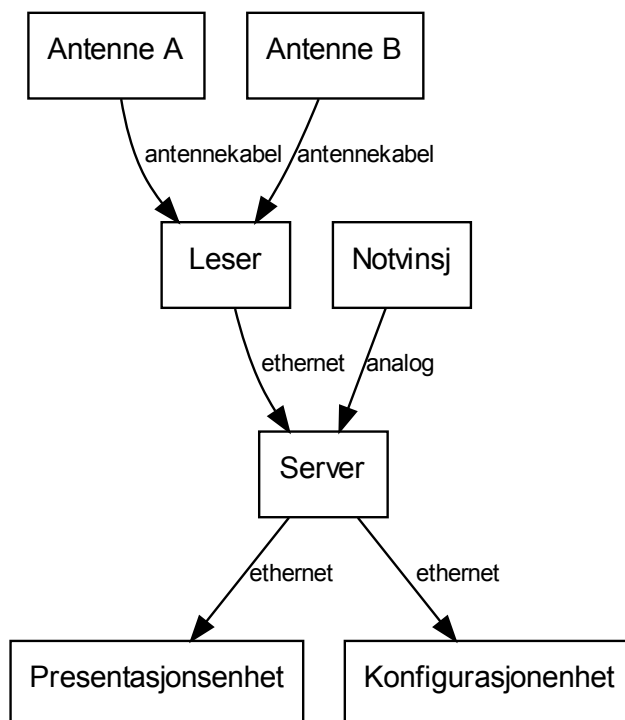 Antenne A
Antenne B
antennekabel
antennekabel
Leser
Notvinsj
ethernet
analog
Server
ethernet
ethernet
Presentasjonsenhet
Konfigurasjonenhet